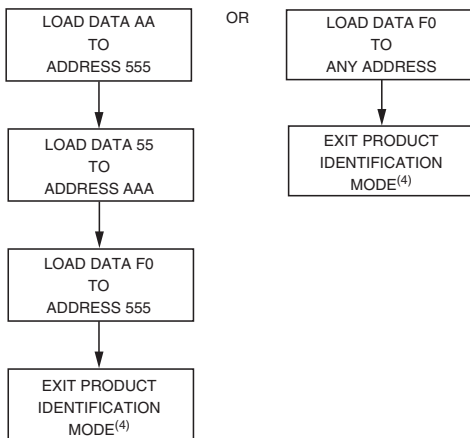 LOAD DATA AA
TO
ADDRESS 555
LOAD DATA 55
TO
ADDRESS AAA
LOAD DATA F0
TO
ADDRESS 555
EXIT PRODUCT
IDENTIFICATION
MODE(4)
OR
LOAD DATA F0
TO
ANY ADDRESS
EXIT PRODUCT
IDENTIFICATION
MODE(4)